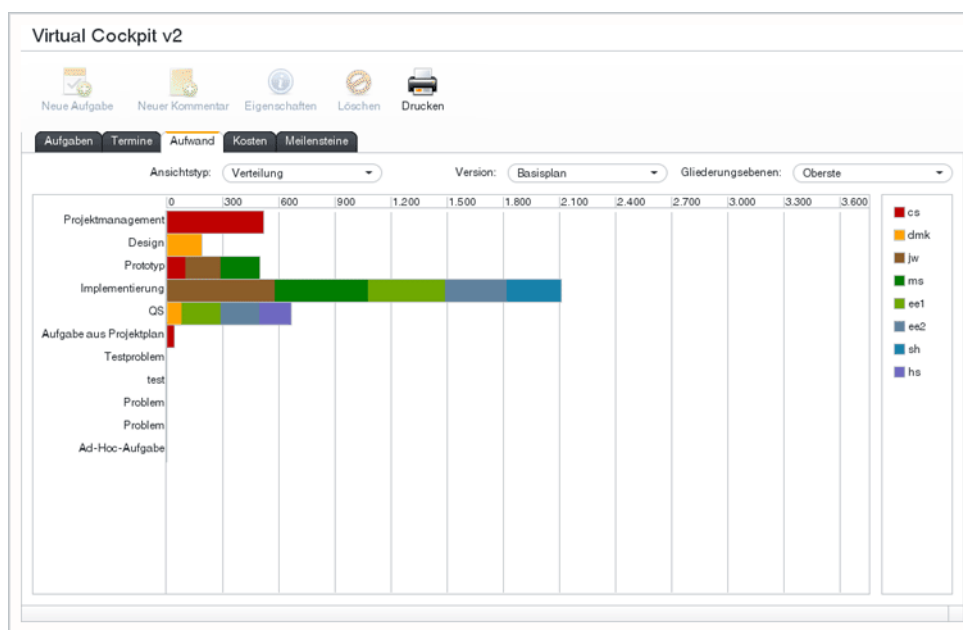 Virtual Cockpit v2
Neue Aufgabe Neuer Kommentar Eigenschaften Löschen Drucken
Aufgaben Termine Aufwand Kosten Meilensteine
Ansichtstyp: Verteilung Version: Basisplan Gliederungsebenen: Oberste
0 300 600 900 1.200 1.500 1.800 2.100 2.400 2.700 3.000 3.300 3.600
Projektmanagement
Design
Prototyp
Implementierung
QS
Aufgabe aus Projektplan
Testproblem
test
Problem
Problem
Ad-Hoc-Aufgabe
cs
dmk
jw
ms
ee1
ee2
sh
hs